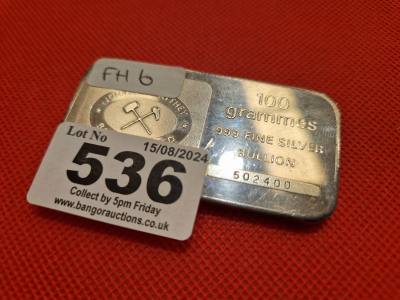 FH 6
Lot No
15/08/2024
536
Collect by 5pm Friday
www.bangorauctions.co.uk
100
grammes
999 FINE SILVER
BULLION
502400